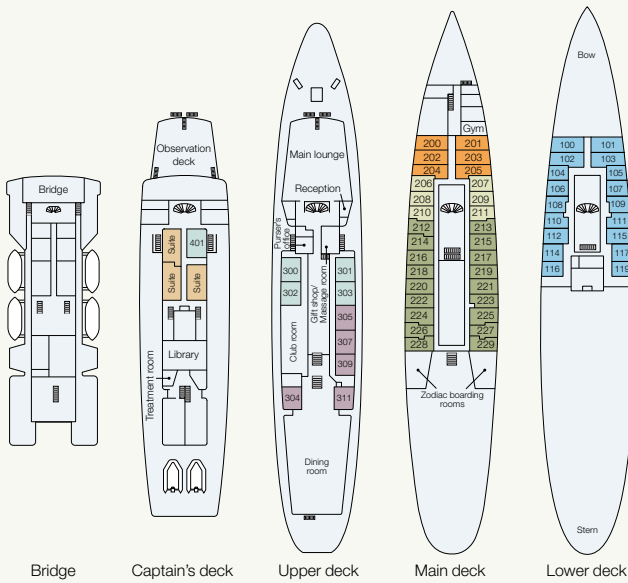 Bridge
Bridge
Observation
deck
Suite
401
Suite
Suite
Library
Treatment room
Captain's deck
Main lounge
Reception
Purser's
office
Gift shop/
Massage room
300
301
302
303
305
307
309
Club room
304
311
Dining
room
Upper deck
Gym
200
201
202
203
204
205
206
207
208
209
210
211
212
213
214
215
216
217
218
219
220
221
222
223
224
225
226
227
228
229
Zodiac boarding
rooms
Main deck
Bow
100
101
102
103
104
105
106
107
108
109
110
111
112
115
114
117
116
119
Stern
Lower deck